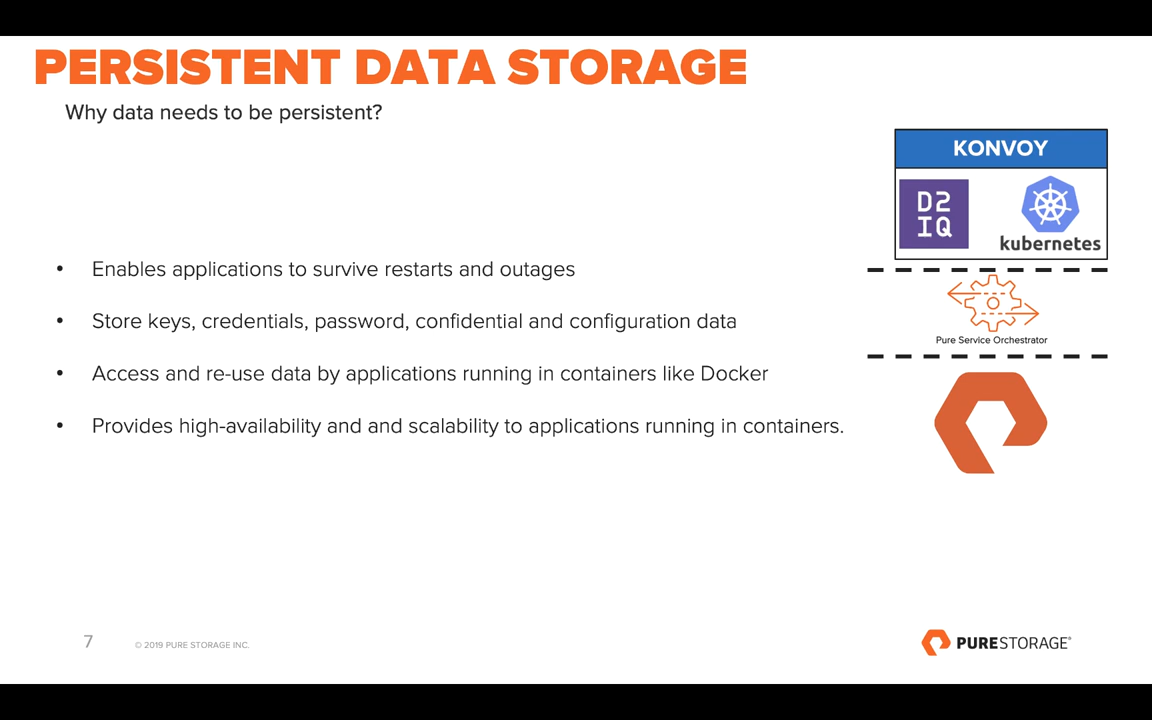 PERSISTENT DATA STORAGE
Why data needs to be persistent?
KONVOY
D2
IQ
kubernetes
Pure Service Orchestrator
• Enables applications to survive restarts and outages
• Store keys, credentials, password, confidential and configuration data
• Access and re-use data by applications running in containers like Docker
• Provides high-availability and and scalability to applications running in containers.
7
© 2019 PURE STORAGE INC.
PURESTORAGE®